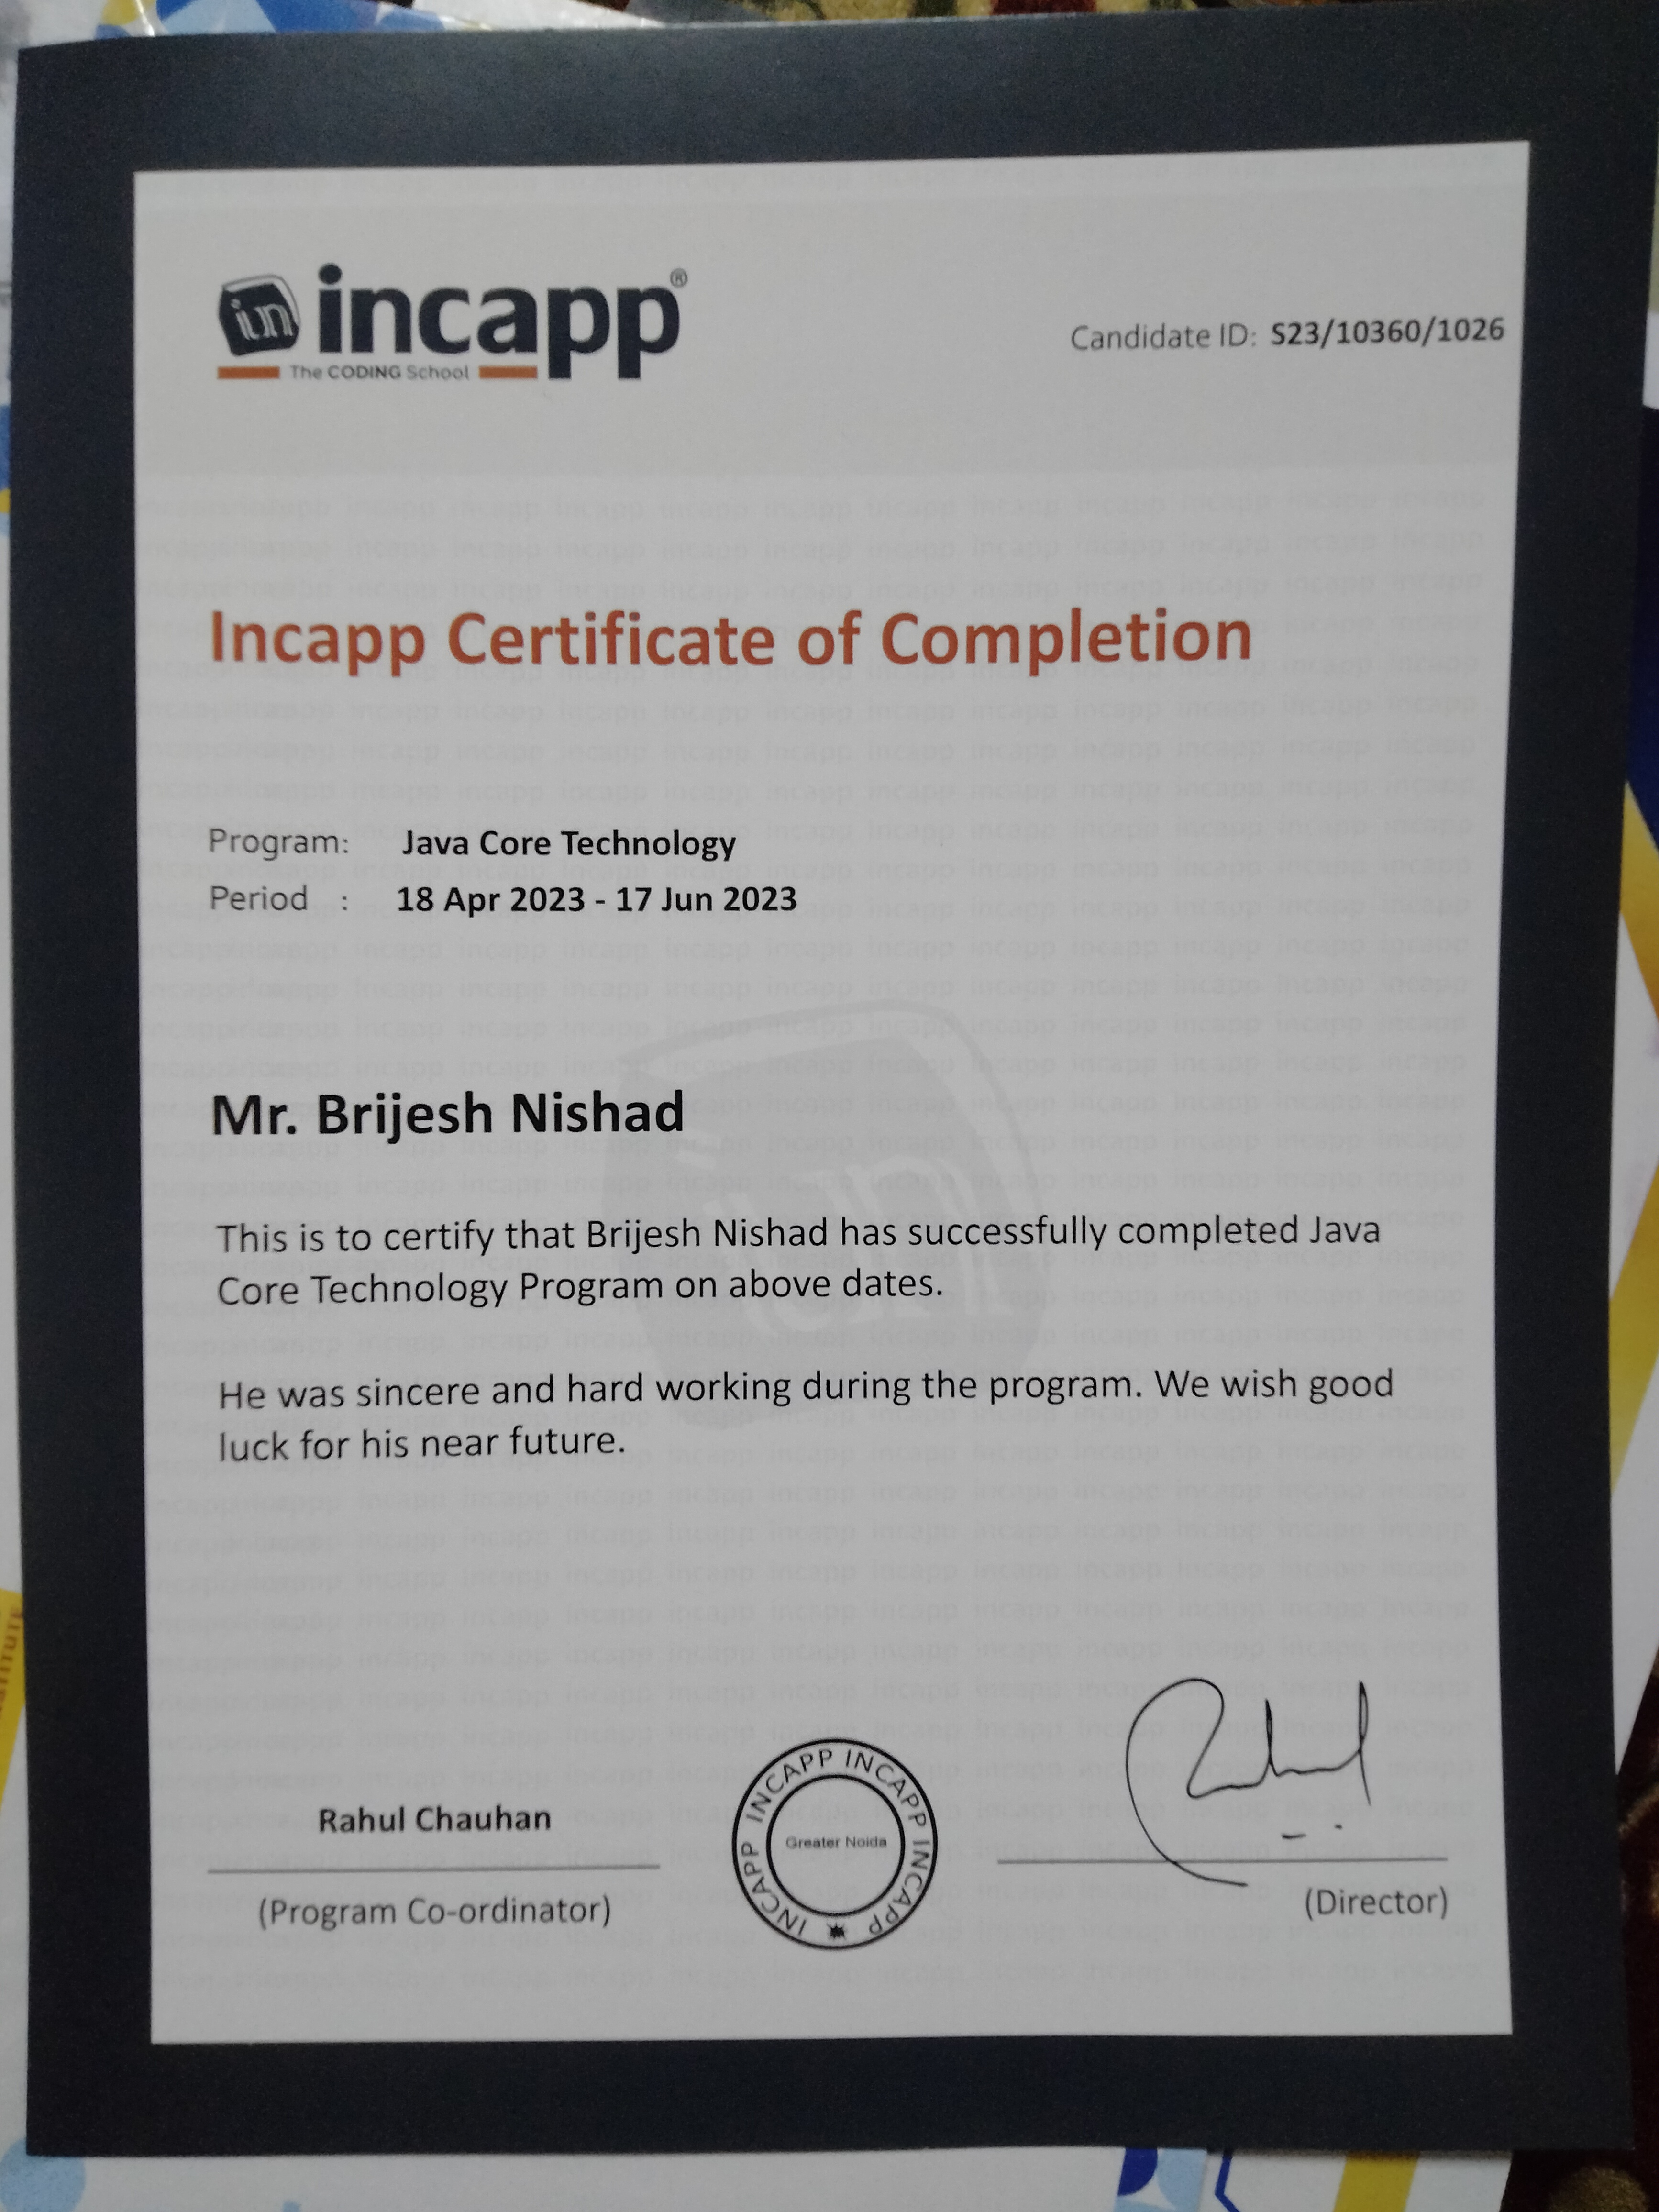 in incapp®
The CODING School
Candidate ID: S23/10360/1026
Incapp Certificate of Completion
Program: Java Core Technology
Period : 18 Apr 2023 - 17 Jun 2023
Mr. Brijesh Nishad
This is to certify that Brijesh Nishad has successfully completed Java
Core Technology Program on above dates.
He was sincere and hard working during the program. We wish good
luck for his near future.
Rahul Chauhan
(Program Co-ordinator)
INCAPP INCAPP INCAPP INCAPP
Greater Noida
(Director)